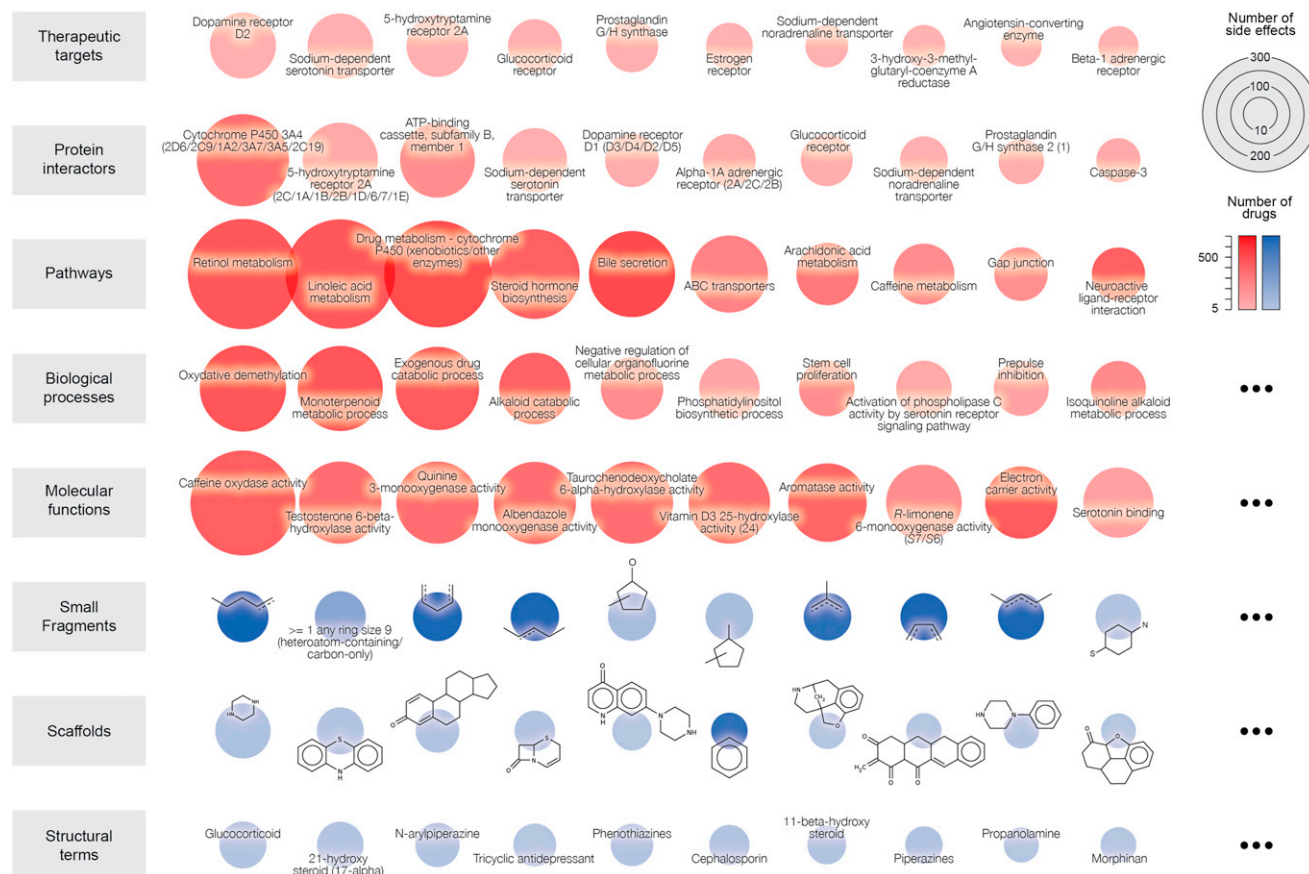 Therapeutic
targets
Dopamine receptor
D2
Sodium-dependent
serotonin transporter
5-hydroxytryptamine
receptor 2A
Glucocorticoid
receptor
Prostaglandin
G/H synthase
Estrogen
receptor
Sodium-dependent
noradrenaline transporter
3-hydroxy-3-methyl-
glutaryl-coenzyme A
reductase
Angiotensin-converting
enzyme
Beta-1 adrenergic
receptor
Number of
side effects
300
100
10
200
Protein
interactors
Cytochrome P450 3A4
(2D6/2C9/1A2/3A7/3A5/2C19)
5-hydroxytryptamine
receptor 2A
(2C/1A/1B/2B/1D/6/7/1E)
ATP-binding
cassette, subfamily B,
member 1
Sodium-dependent
serotonin
transporter
Dopamine receptor
D1 (D3/D4/D2/D5)
Alpha-1A adrenergic
receptor (2A/2C/2B)
Glucocorticoid
receptor
Sodium-dependent
noradrenaline
transporter
Prostaglandin
G/H synthase 2 (1)
Caspase-3
Number of
drugs
500
5
Pathways
Retinol metabolism
Linoleic acid
metabolism
Drug metabolism - cytochrome
P450 (xenobiotics/other
enzymes)
Steroid hormone
biosynthesis
Bile secretion
ABC transporters
Arachidonic acid
metabolism
Caffeine metabolism
Gap junction
Neuroactive
ligand-receptor
interaction
Biological
processes
Oxydative demethylation
Monoterpenoid
metabolic process
Exogenous drug
catabolic process
Alkaloid catabolic
process
Negative regulation of
cellular organofluorine
metabolic process
Phosphatidylinositol
biosynthetic process
Stem cell
proliferation
Activation of phospholipase C
activity by serotonin receptor
signaling pathway
Prepulse
inhibition
Isoquinoline alkaloid
metabolic process
Molecular
functions
Caffeine oxydase activity
Testosterone 6-beta-
hydroxylase activity
Quinine
3-monooxygenase activity
Albendazole
monooxygenase activity
Taurochenodeoxycholate
6-alpha-hydroxylase activity
Vitamin D3 25-hydroxylase
activity (24)
Aromatase activity
R-limonene
6-monooxygenase activity
(S7/S6)
Electron
carrier activity
Serotonin binding
Small
Fragments
>= 1 any ring size 9
(heteroatom-containing/
carbon-only)
O
N
S
Scaffolds
NH
HN
S
N
H
O
S
O
N
O
N
H
N
NH
HN
CH₃
O
O
H₂C
O
O
HN
N
O
O
Structural
terms
Glucocorticoid
21-hydroxy
steroid (17-alpha)
N-arylpiperazine
Tricyclic antidepressant
Phenothiazines
Cephalosporin
11-beta-hydroxy
steroid
Piperazines
Propanolamine
Morphinan